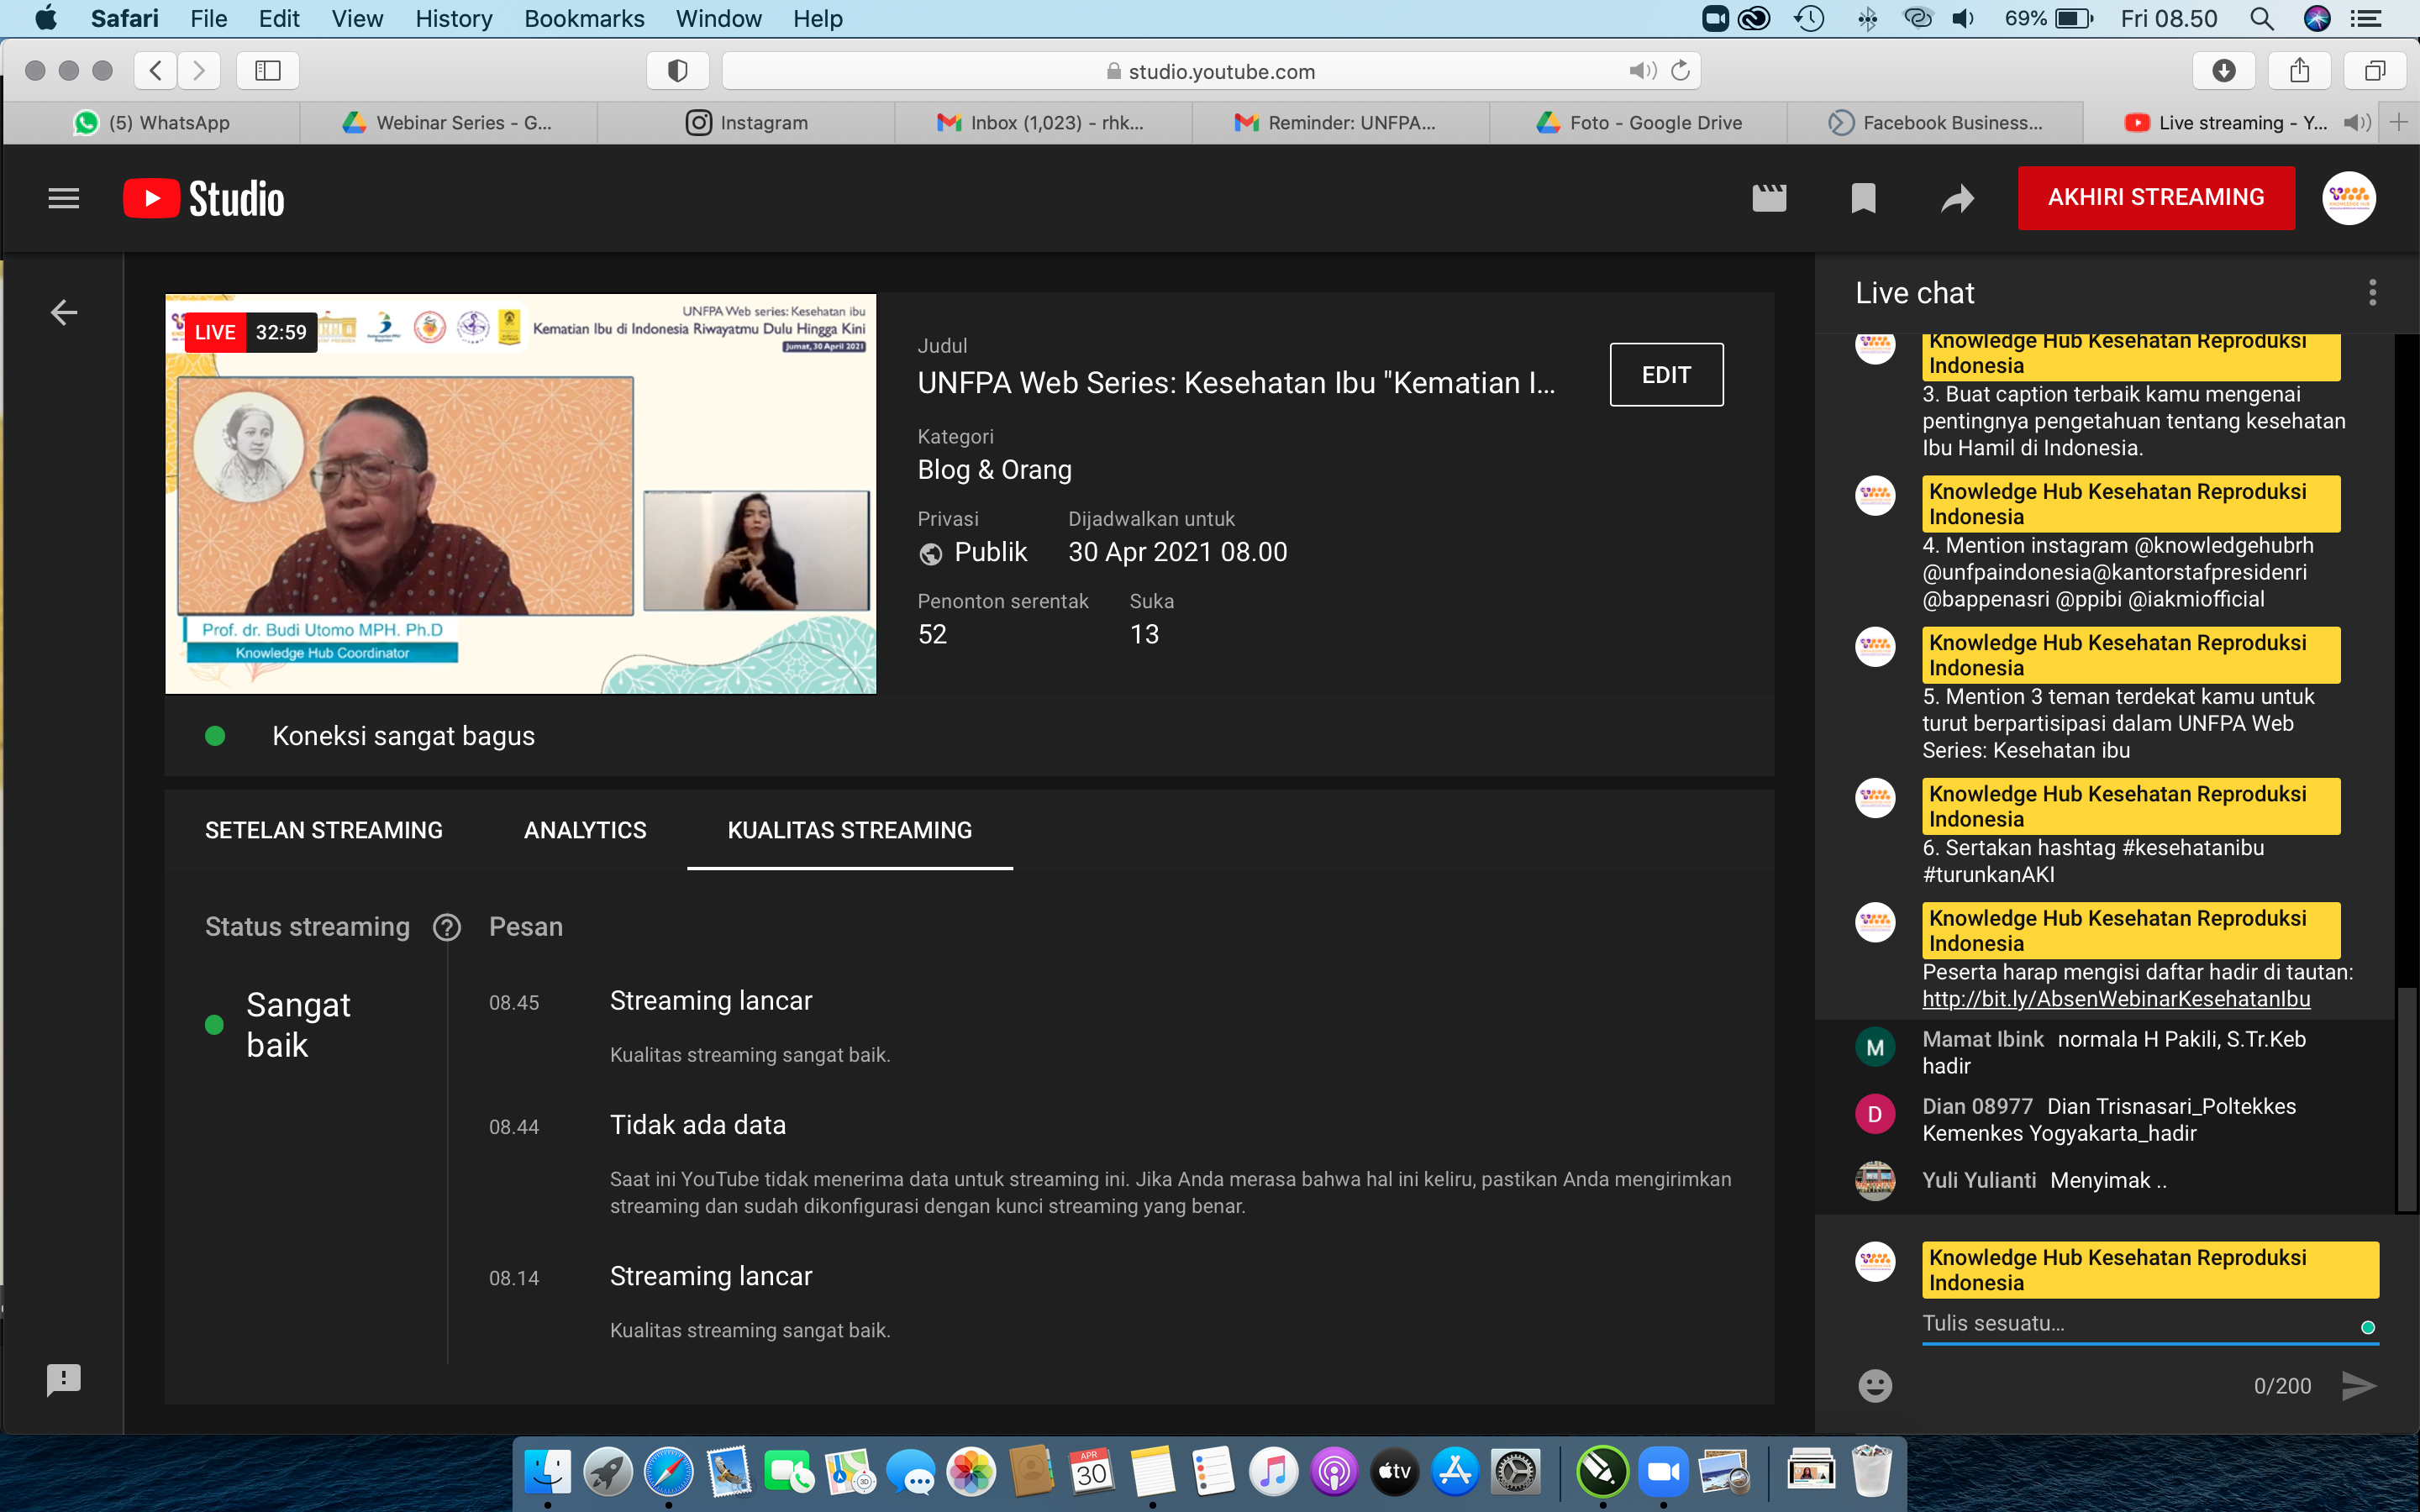 Safari File Edit View History Bookmarks Window Help
69% Fri 08.50
studio.youtube.com
(5) WhatsApp
Webinar Series - G...
Instagram
Inbox (1,023) - rhk...
Reminder: UNFPA...
Foto - Google Drive
Facebook Business...
Live streaming - Y...
Studio
AKHIRI STREAMING
LIVE 32:59
UNFPA Web series: Kesehatan ibu
Kematian Ibu di Indonesia Riwayatmu Dulu Hingga Kini
Jumat, 30 April 2021
Prof. dr. Budi Utomo MPH. Ph.D
Knowledge Hub Coordinator
Judul
UNFPA Web Series: Kesehatan Ibu "Kematian I...
EDIT
Kategori
Blog & Orang
Privasi Dijadwalkan untuk
Publik 30 Apr 2021 08.00
Penonton serentak Suka
52 13
Koneksi sangat bagus
SETELAN STREAMING ANALYTICS KUALITAS STREAMING
Status streaming ? Pesan
Sangat
baik
08.45 Streaming lancar
Kualitas streaming sangat baik.
08.44 Tidak ada data
Saat ini YouTube tidak menerima data untuk streaming ini. Jika Anda merasa bahwa hal ini keliru, pastikan Anda mengirimkan
streaming dan sudah dikonfigurasi dengan kunci streaming yang benar.
08.14 Streaming lancar
Kualitas streaming sangat baik.
Live chat
Knowledge Hub Kesehatan Reproduksi
Indonesia
3. Buat caption terbaik kamu mengenai
pentingnya pengetahuan tentang kesehatan
Ibu Hamil di Indonesia.
Knowledge Hub Kesehatan Reproduksi
Indonesia
4. Mention instagram @knowledgehubrh
@unfpaindonesia@kantorstafpresidenri
@bappenasri @ppibi @iakmiofficial
Knowledge Hub Kesehatan Reproduksi
Indonesia
5. Mention 3 teman terdekat kamu untuk
turut berpartisipasi dalam UNFPA Web
Series: Kesehatan ibu
Knowledge Hub Kesehatan Reproduksi
Indonesia
6. Sertakan hashtag #kesehatanibu
#turunkanAKI
Knowledge Hub Kesehatan Reproduksi
Indonesia
Peserta harap mengisi daftar hadir di tautan:
http://bit.ly/AbsenWebinarKesehatanIbu
M
Mamat Ibink normala H Pakili, S.Tr.Keb
hadir
D
Dian 08977 Dian Trisnasari_Poltekkes
Kemenkes Yogyakarta_hadir
Yuli Yulianti Menyimak ..
Knowledge Hub Kesehatan Reproduksi
Indonesia
Tulis sesuatu...
0/200
APR
30
tv